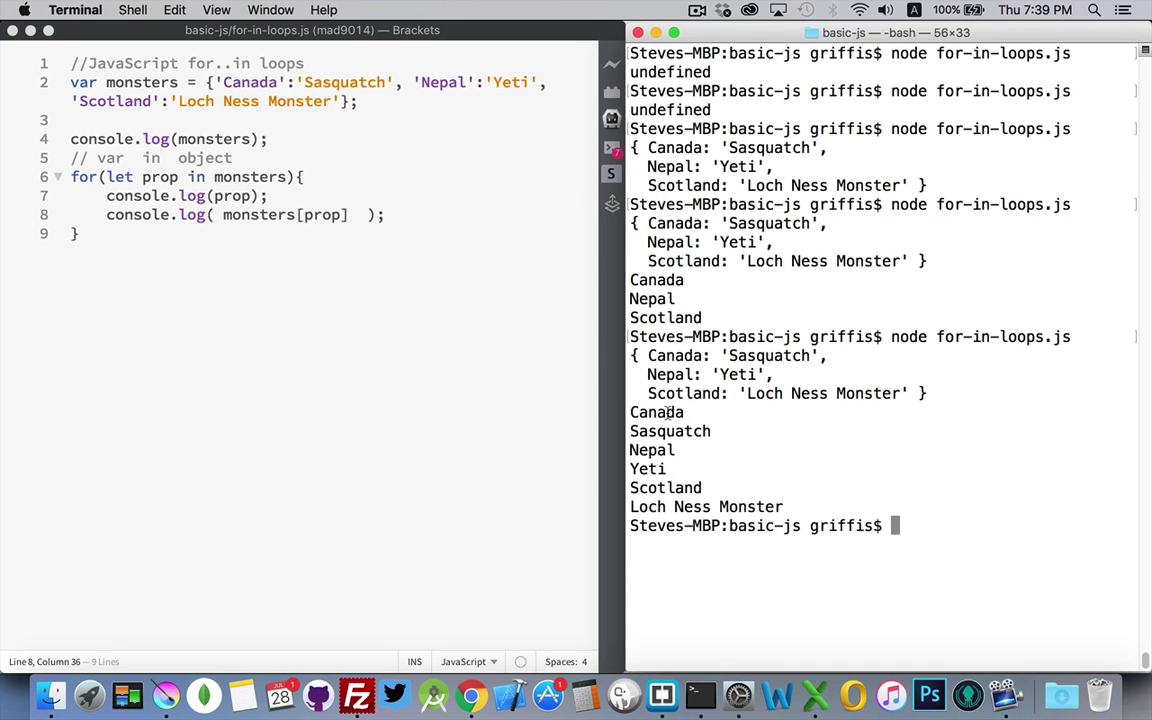 Terminal Shell Edit View Window Help
100% Thu 7:39 PM
basic-js/for-in-loops.js (mad9014) — Brackets
1 //JavaScript for..in loops
2 var monsters = {'Canada':'Sasquatch', 'Nepal':'Yeti',
'Scotland':'Loch Ness Monster'};
3
4 console.log(monsters);
5 // var in object
6 for(let prop in monsters){
7 console.log(prop);
8 console.log( monsters[prop] );
9 }
Line 8, Column 36 — 9 Lines
INS JavaScript Spaces: 4
7
S
basic-js — -bash — 56×33
[Steves-MBP:basic-js griffis$ node for-in-loops.js ]
undefined
[Steves-MBP:basic-js griffis$ node for-in-loops.js ]
undefined
[Steves-MBP:basic-js griffis$ node for-in-loops.js ]
{ Canada: 'Sasquatch',
Nepal: 'Yeti',
Scotland: 'Loch Ness Monster' }
[Steves-MBP:basic-js griffis$ node for-in-loops.js ]
{ Canada: 'Sasquatch',
Nepal: 'Yeti',
Scotland: 'Loch Ness Monster' }
Canada
Nepal
Scotland
[Steves-MBP:basic-js griffis$ node for-in-loops.js ]
{ Canada: 'Sasquatch',
Nepal: 'Yeti',
Scotland: 'Loch Ness Monster' }
Canada
Sasquatch
Nepal
Yeti
Scotland
Loch Ness Monster
Steves-MBP:basic-js griffis$
JUL 28 1 Fz 1 W X O Ps